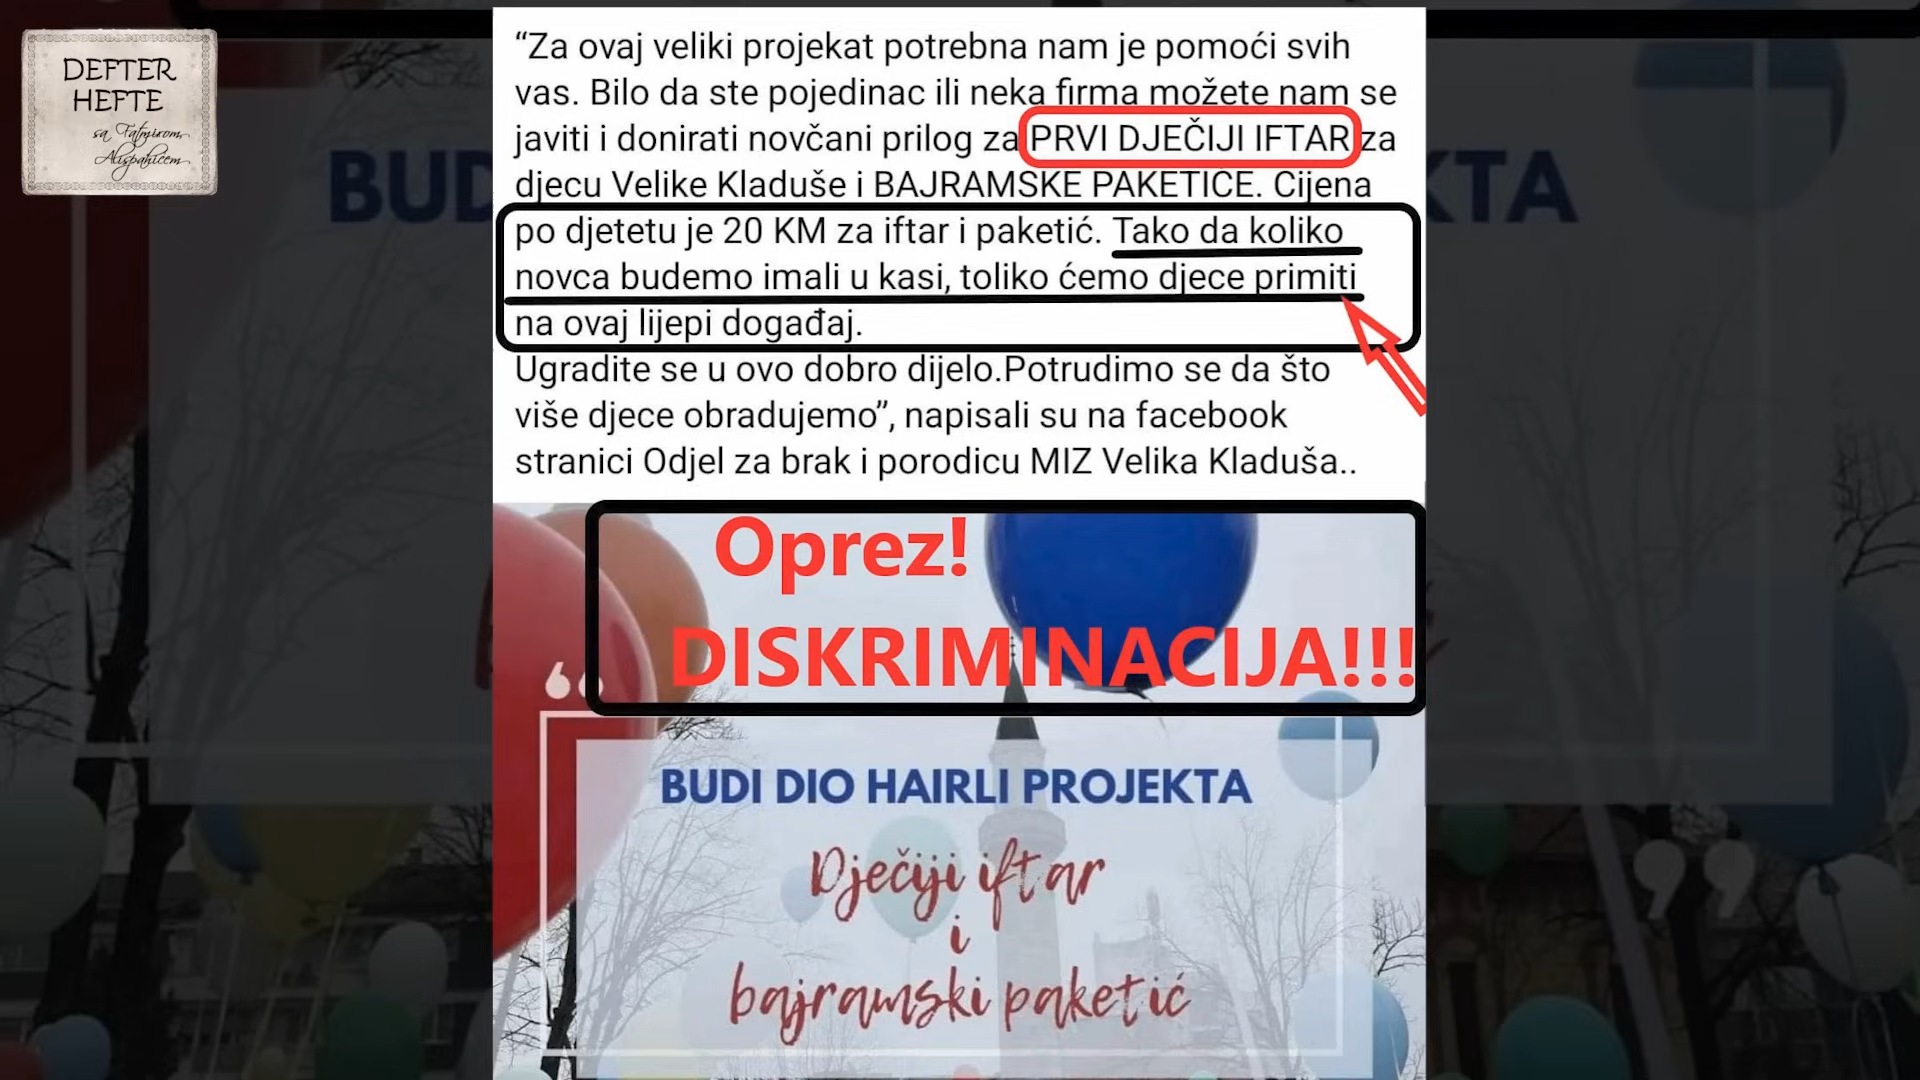 DEFTER
HEFTE
sa Fatmirom
Alispahićem
“Za ovaj veliki projekat potrebna nam je pomoći svih
vas. Bilo da ste pojedinac ili neka firma možete nam se
javiti i donirati novčani prilog za PRVI DJEČIJI IFTAR za
djecu Velike Kladuše i BAJRAMSKE PAKETIĆE. Cijena
po djetetu je 20 KM za iftar i paketić. Tako da koliko
novca budemo imali u kasi, toliko ćemo djece primiti
na ovaj lijepi događaj.
Ugradite se u ovo dobro dijelo.Potrudimo se da što
više djece obradujemo”, napisali su na facebook
stranici Odjel za brak i porodicu MIZ Velika Kladuša..
Oprez!
DISKRIMINACIJA!!!
BUDI DIO HAIRLI PROJEKTA
Dječiji iftar
i
bajramski paketić
BUD
KTA